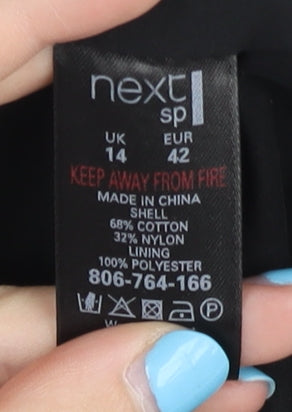 next
sp
UK EUR
14 42
KEEP AWAY FROM FIRE
MADE IN CHINA
SHELL
68% COTTON
32% NYLON
LINING
100% POLYESTER
806-764-166
P